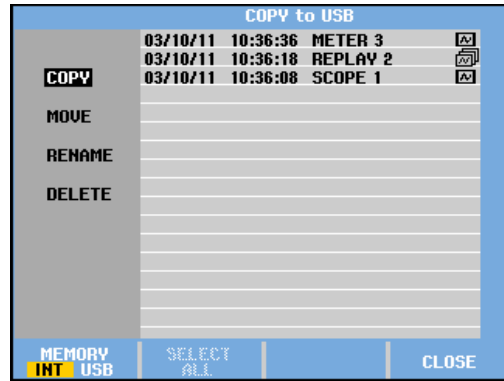 COPY to USB
03/10/11 10:36:36 METER 3
03/10/11 10:36:18 REPLAY 2
COPY 03/10/11 10:36:08 SCOPE 1
MOVE
RENAME
DELETE
MEMORY SELECT
INT USB ALL CLOSE